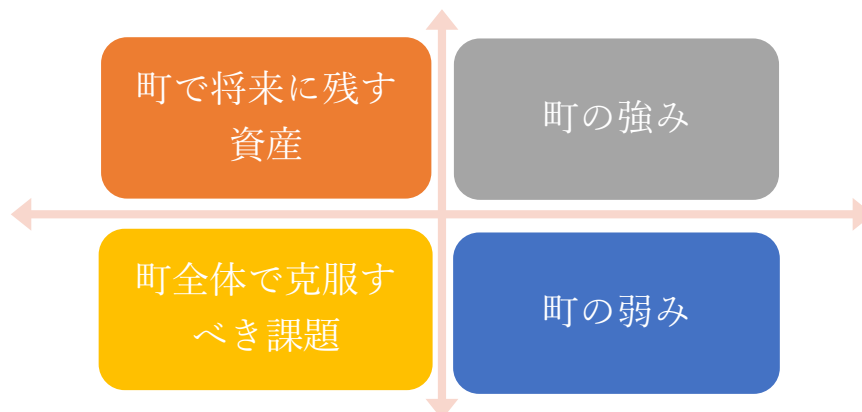 町で将来に残す
資産
町の強み
町全体で克服す
べき課題
町の弱み